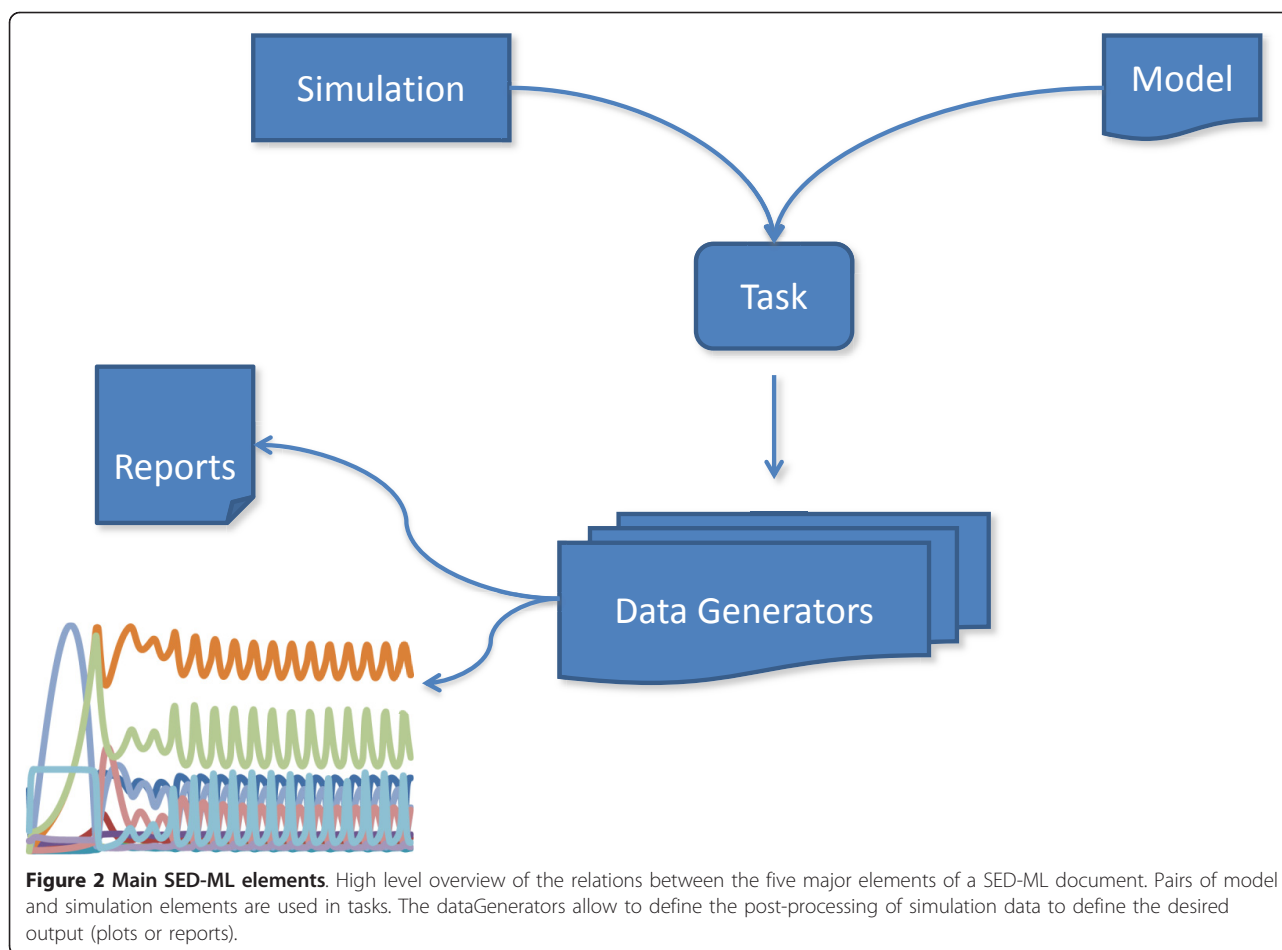 Simulation
Model
Task
Reports
Data Generators
Figure 2 Main SED-ML elements. High level overview of the relations between the five major elements of a SED-ML document. Pairs of model
and simulation elements are used in tasks. The dataGenerators allow to define the post-processing of simulation data to define the desired
output (plots or reports).